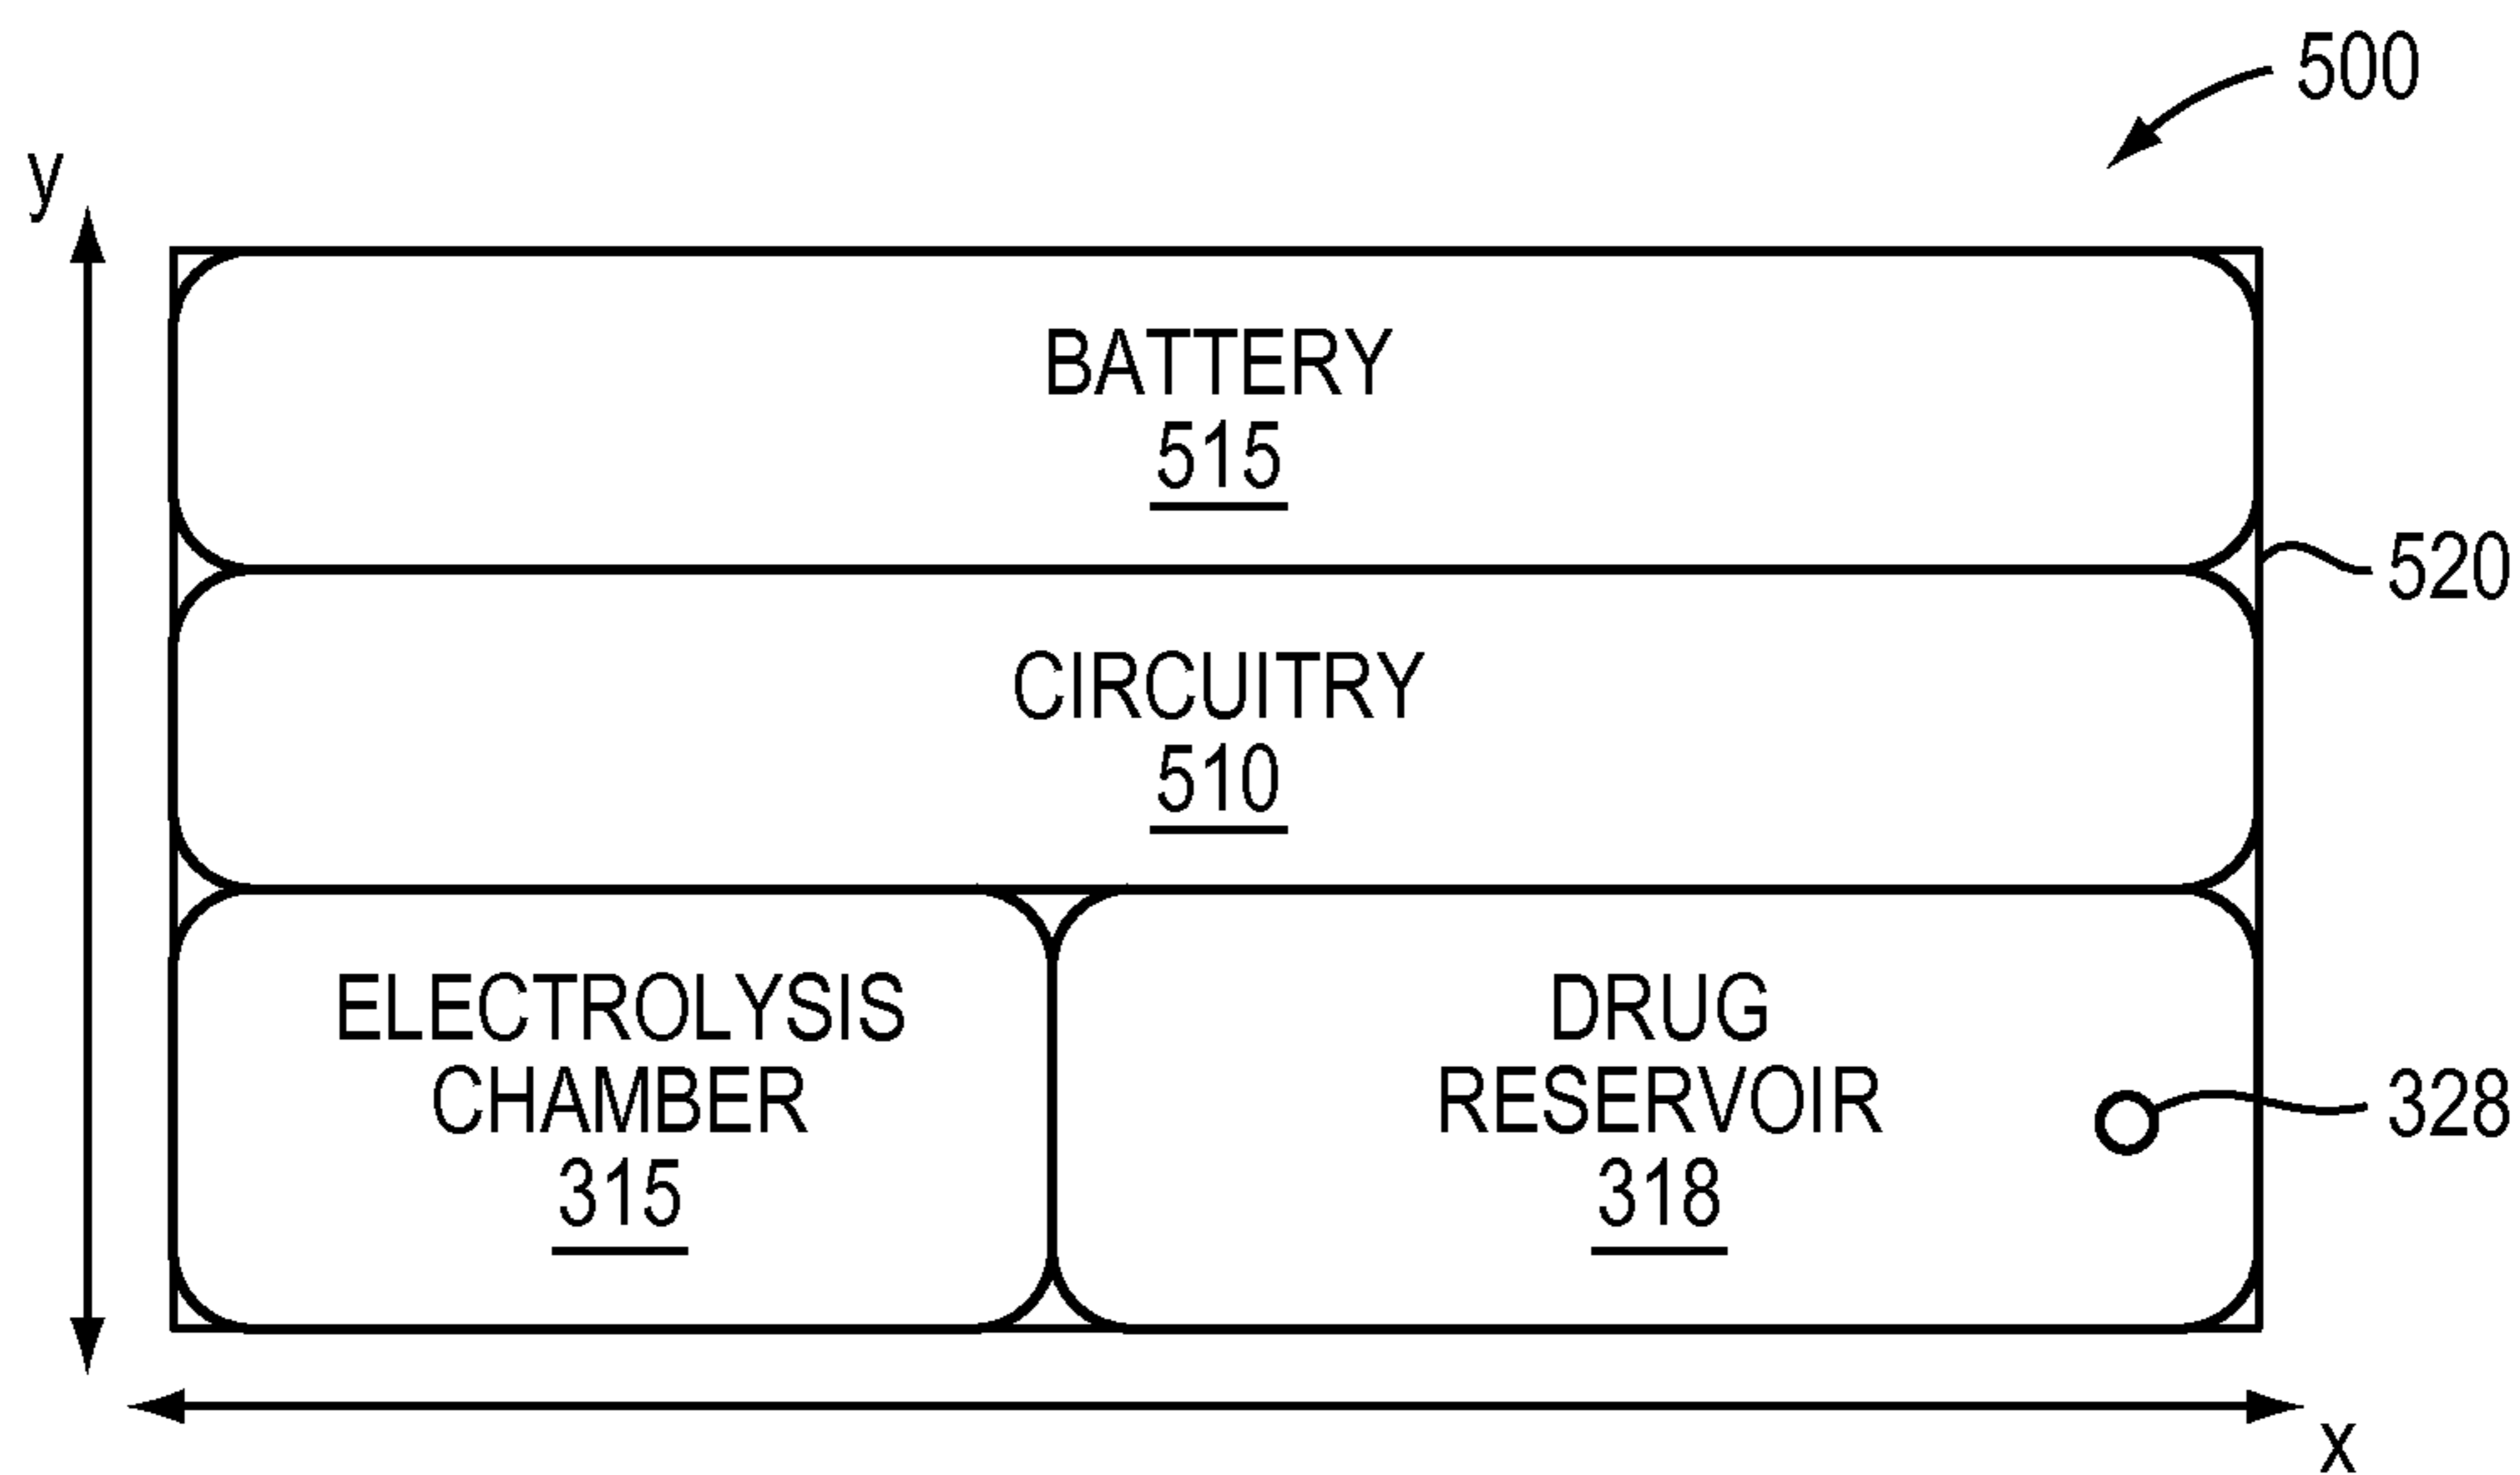 500
y
BATTERY
515
520
CIRCUITRY
510
ELECTROLYSIS
CHAMBER
315
DRUG
RESERVOIR
318
328
x